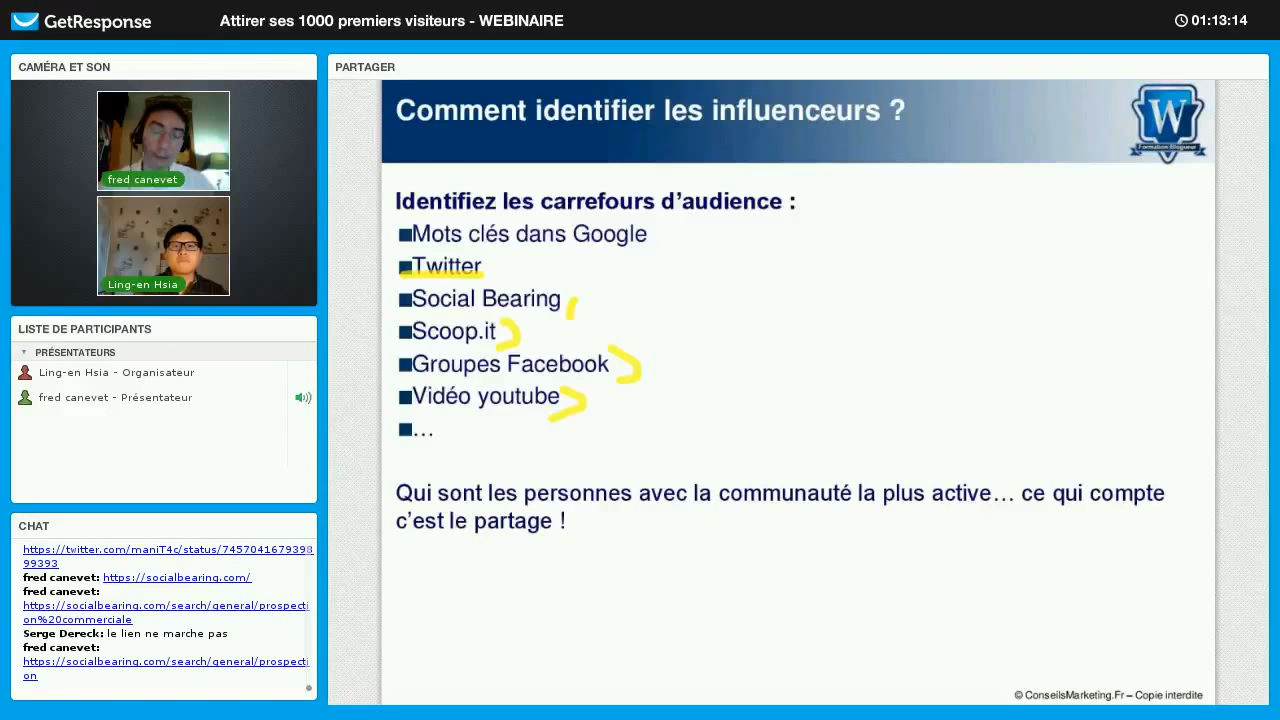 GetResponse
Attirer ses 1000 premiers visiteurs - WEBINAIRE
01:13:14
CAMÉRA ET SON
fred canevet
Ling-en Hsia
LISTE DE PARTICIPANTS
PRÉSENTATEURS
Ling-en Hsia - Organisateur
fred canevet - Présentateur
CHAT
https://twitter.com/maniT4c/status/7457041679398
99393
fred canevet: https://socialbearing.com/
fred canevet:
https://socialbearing.com/search/general/prospecti
on%20commerciale
Serge Dereck: le lien ne marche pas
fred canevet:
https://socialbearing.com/search/general/prospecti
on
PARTAGER
Comment identifier les influenceurs ?
W
Formation Blogueur
Identifiez les carrefours d’audience :
Mots clés dans Google
Twitter
Social Bearing
Scoop.it
Groupes Facebook
Vidéo youtube
…
Qui sont les personnes avec la communauté la plus active… ce qui compte
c’est le partage !
© ConseilsMarketing.Fr – Copie interdite